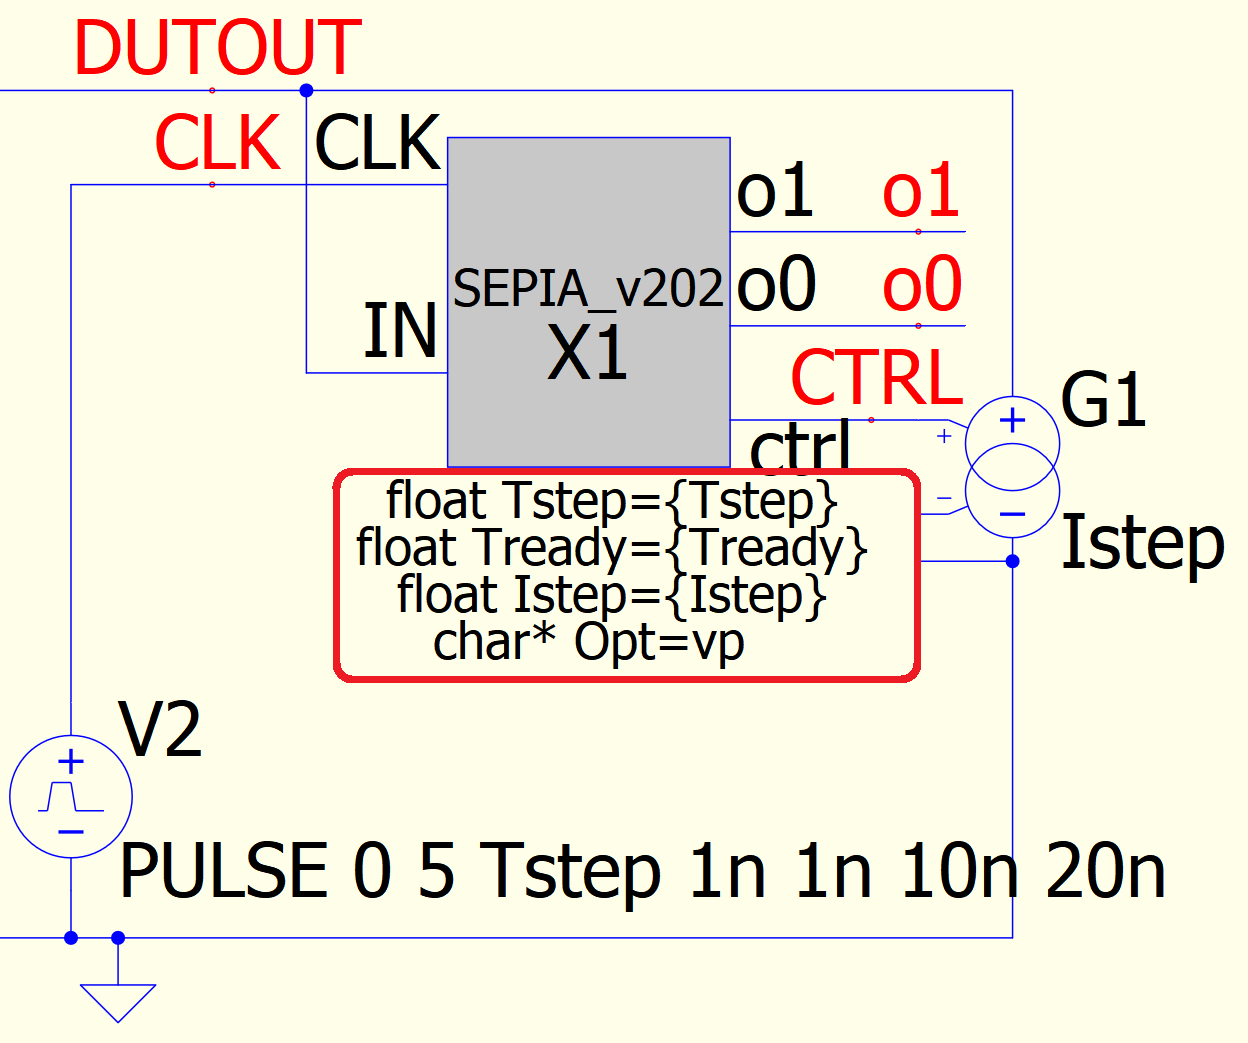 DUTOUT
CLK CLK
o1 o1
SEPIA_v202 o0 o0
IN X1
CTRL
ctrl
G1
+
−
float Tstep={Tstep}
float Tready={Tready}
float Istep={Istep}
char* Opt=vp
Istep
V2
PULSE 0 5 Tstep 1n 1n 10n 20n